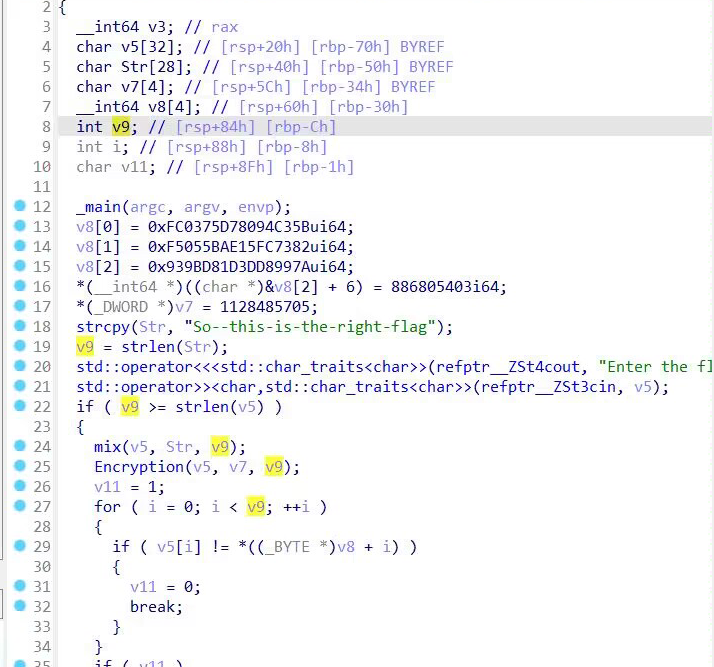 2 {
3 __int64 v3; // rax
4 char v5[32]; // [rsp+20h] [rbp-70h] BYREF
5 char Str[28]; // [rsp+40h] [rbp-50h] BYREF
6 char v7[4]; // [rsp+5Ch] [rbp-34h] BYREF
7 __int64 v8[4]; // [rsp+60h] [rbp-30h]
8 int v9; // [rsp+84h] [rbp-Ch]
9 int i; // [rsp+88h] [rbp-8h]
10 char v11; // [rsp+8Fh] [rbp-1h]
11
12 _main(argc, argv, envp);
13 v8[0] = 0xFC0375D78094C35Bui64;
14 v8[1] = 0xF5055BAE15FC7382ui64;
15 v8[2] = 0x939BD81D3DD8997Aui64;
16 *(__int64 *)((char *)&v8[2] + 6) = 886805403i64;
17 *(_DWORD *)v7 = 1128485705;
18 strcpy(Str, "So--this-is-the-right-flag");
19 v9 = strlen(Str);
20 std::operator<<<std::char_traits<char>>(refptr__ZSt4cout, "Enter the fl
21 std::operator>><char,std::char_traits<char>>(refptr__ZSt3cin, v5);
22 if ( v9 >= strlen(v5) )
23 {
24 mix(v5, Str, v9);
25 Encryption(v5, v7, v9);
26 v11 = 1;
27 for ( i = 0; i < v9; ++i )
28 {
29 if ( v5[i] != *((_BYTE *)v8 + i) )
30 {
31 v11 = 0;
32 break;
33 }
34 }
35 if ( v11 )